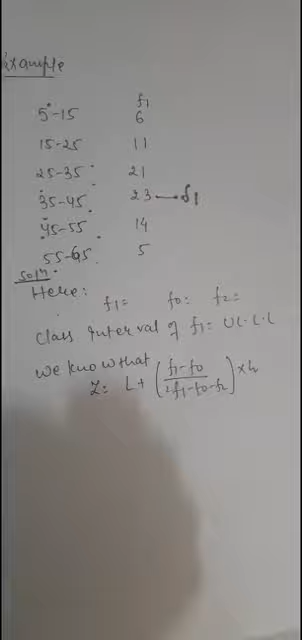 Example
f1
5-15 6
15-25 11
25-35 21
35-45 23 — f1
45-55 14
55-65 5
Soln
Here:
f1= f0= f2=
Class interval of f1= UL-L.L
We know that
Z= L+ (f1-f0/2f1-f0-f2) ×h